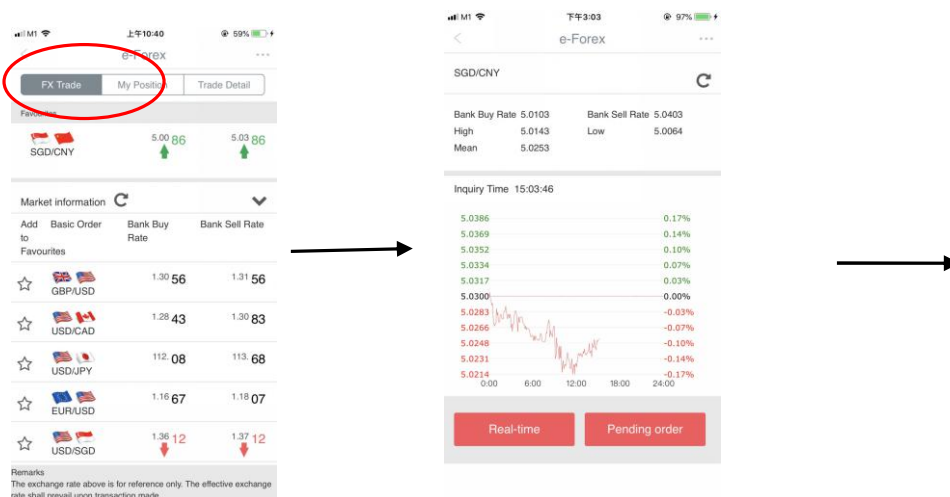 M1 上午10:40 59%
e-Forex
FX Trade My Position Trade Detail
Favourites
SGD/CNY 5.00 86 5.03 86
Market information
Add to Favourites Basic Order Bank Buy Rate Bank Sell Rate
GBP/USD 1.30 56 1.31 56
USD/CAD 1.28 43 1.30 83
USD/JPY 112. 08 113. 68
EUR/USD 1.16 67 1.18 07
USD/SGD 1.36 12 1.37 12
Remarks
The exchange rate above is for reference only. The effective exchange
rate shall prevail upon transaction made.
M1 下午3:03 97%
e-Forex
SGD/CNY
Bank Buy Rate 5.0103 Bank Sell Rate 5.0403
High 5.0143 Low 5.0064
Mean 5.0253
Inquiry Time 15:03:46
5.0386 0.17%
5.0369 0.14%
5.0352 0.10%
5.0334 0.07%
5.0317 0.03%
5.0300 0.00%
5.0283 -0.03%
5.0266 -0.07%
5.0248 -0.10%
5.0231 -0.14%
5.0214 -0.17%
0:00 6:00 12:00 18:00 24:00
Real-time Pending order